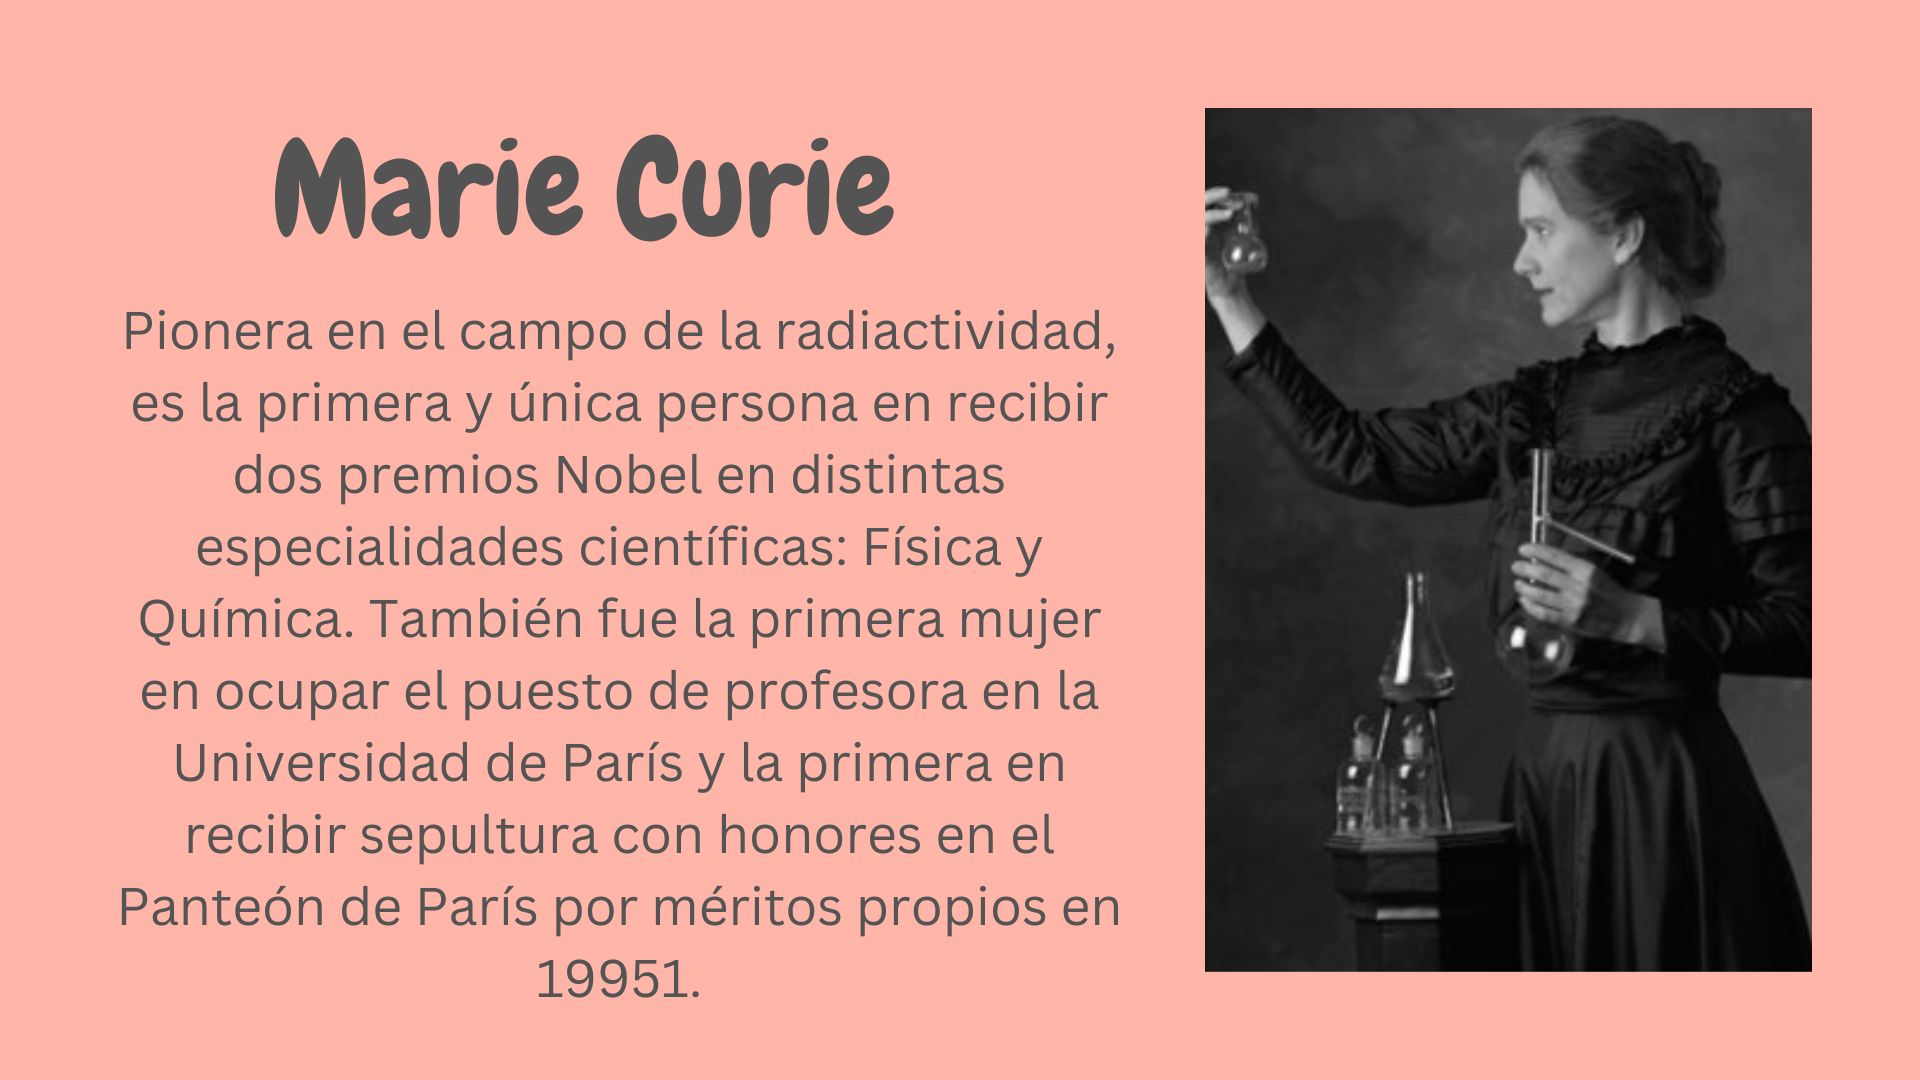 Marie Curie
Pionera en el campo de la radiactividad,
es la primera y única persona en recibir
dos premios Nobel en distintas
especialidades científicas: Física y
Química. También fue la primera mujer
en ocupar el puesto de profesora en la
Universidad de París y la primera en
recibir sepultura con honores en el
Panteón de París por méritos propios en
19951.